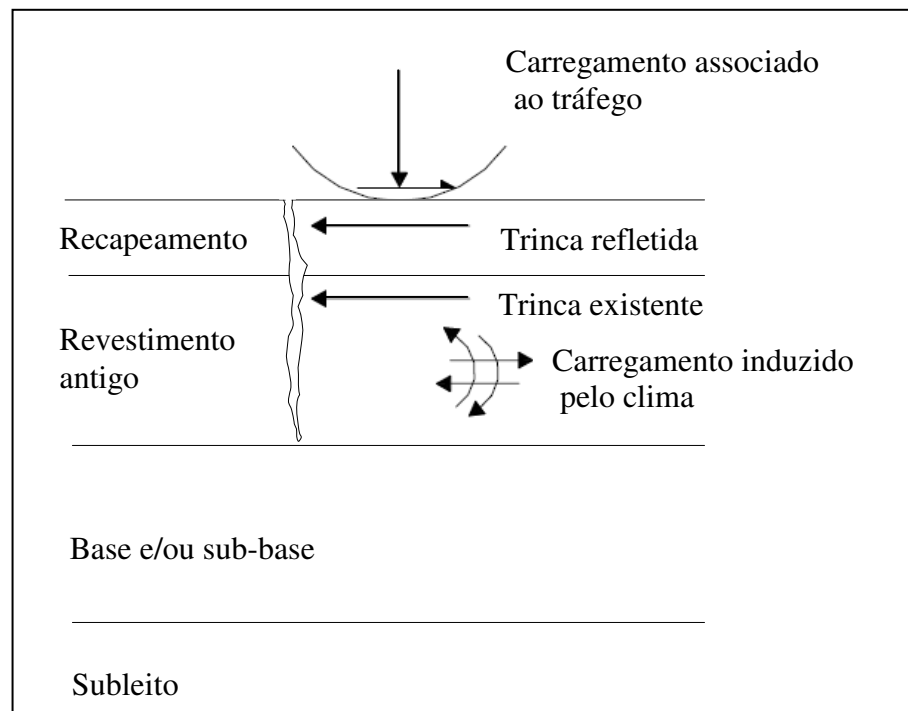 Carregamento associado
ao tráfego
Recapeamento
Trinca refletida
Trinca existente
Revestimento
antigo
Carregamento induzido
pelo clima
Base e/ou sub-base
Subleito